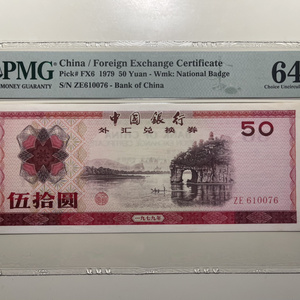 PMG
MONEY GUARANTY
China / Foreign Exchange Certificate
Pick# FX6 1979 50 Yuan - Wmk: National Badge
S/N ZE610076 - Bank of China
64
Choice Uncirculated
中国银行
外汇兑换券
50
伍拾圆
ZE 610076
一九七九年